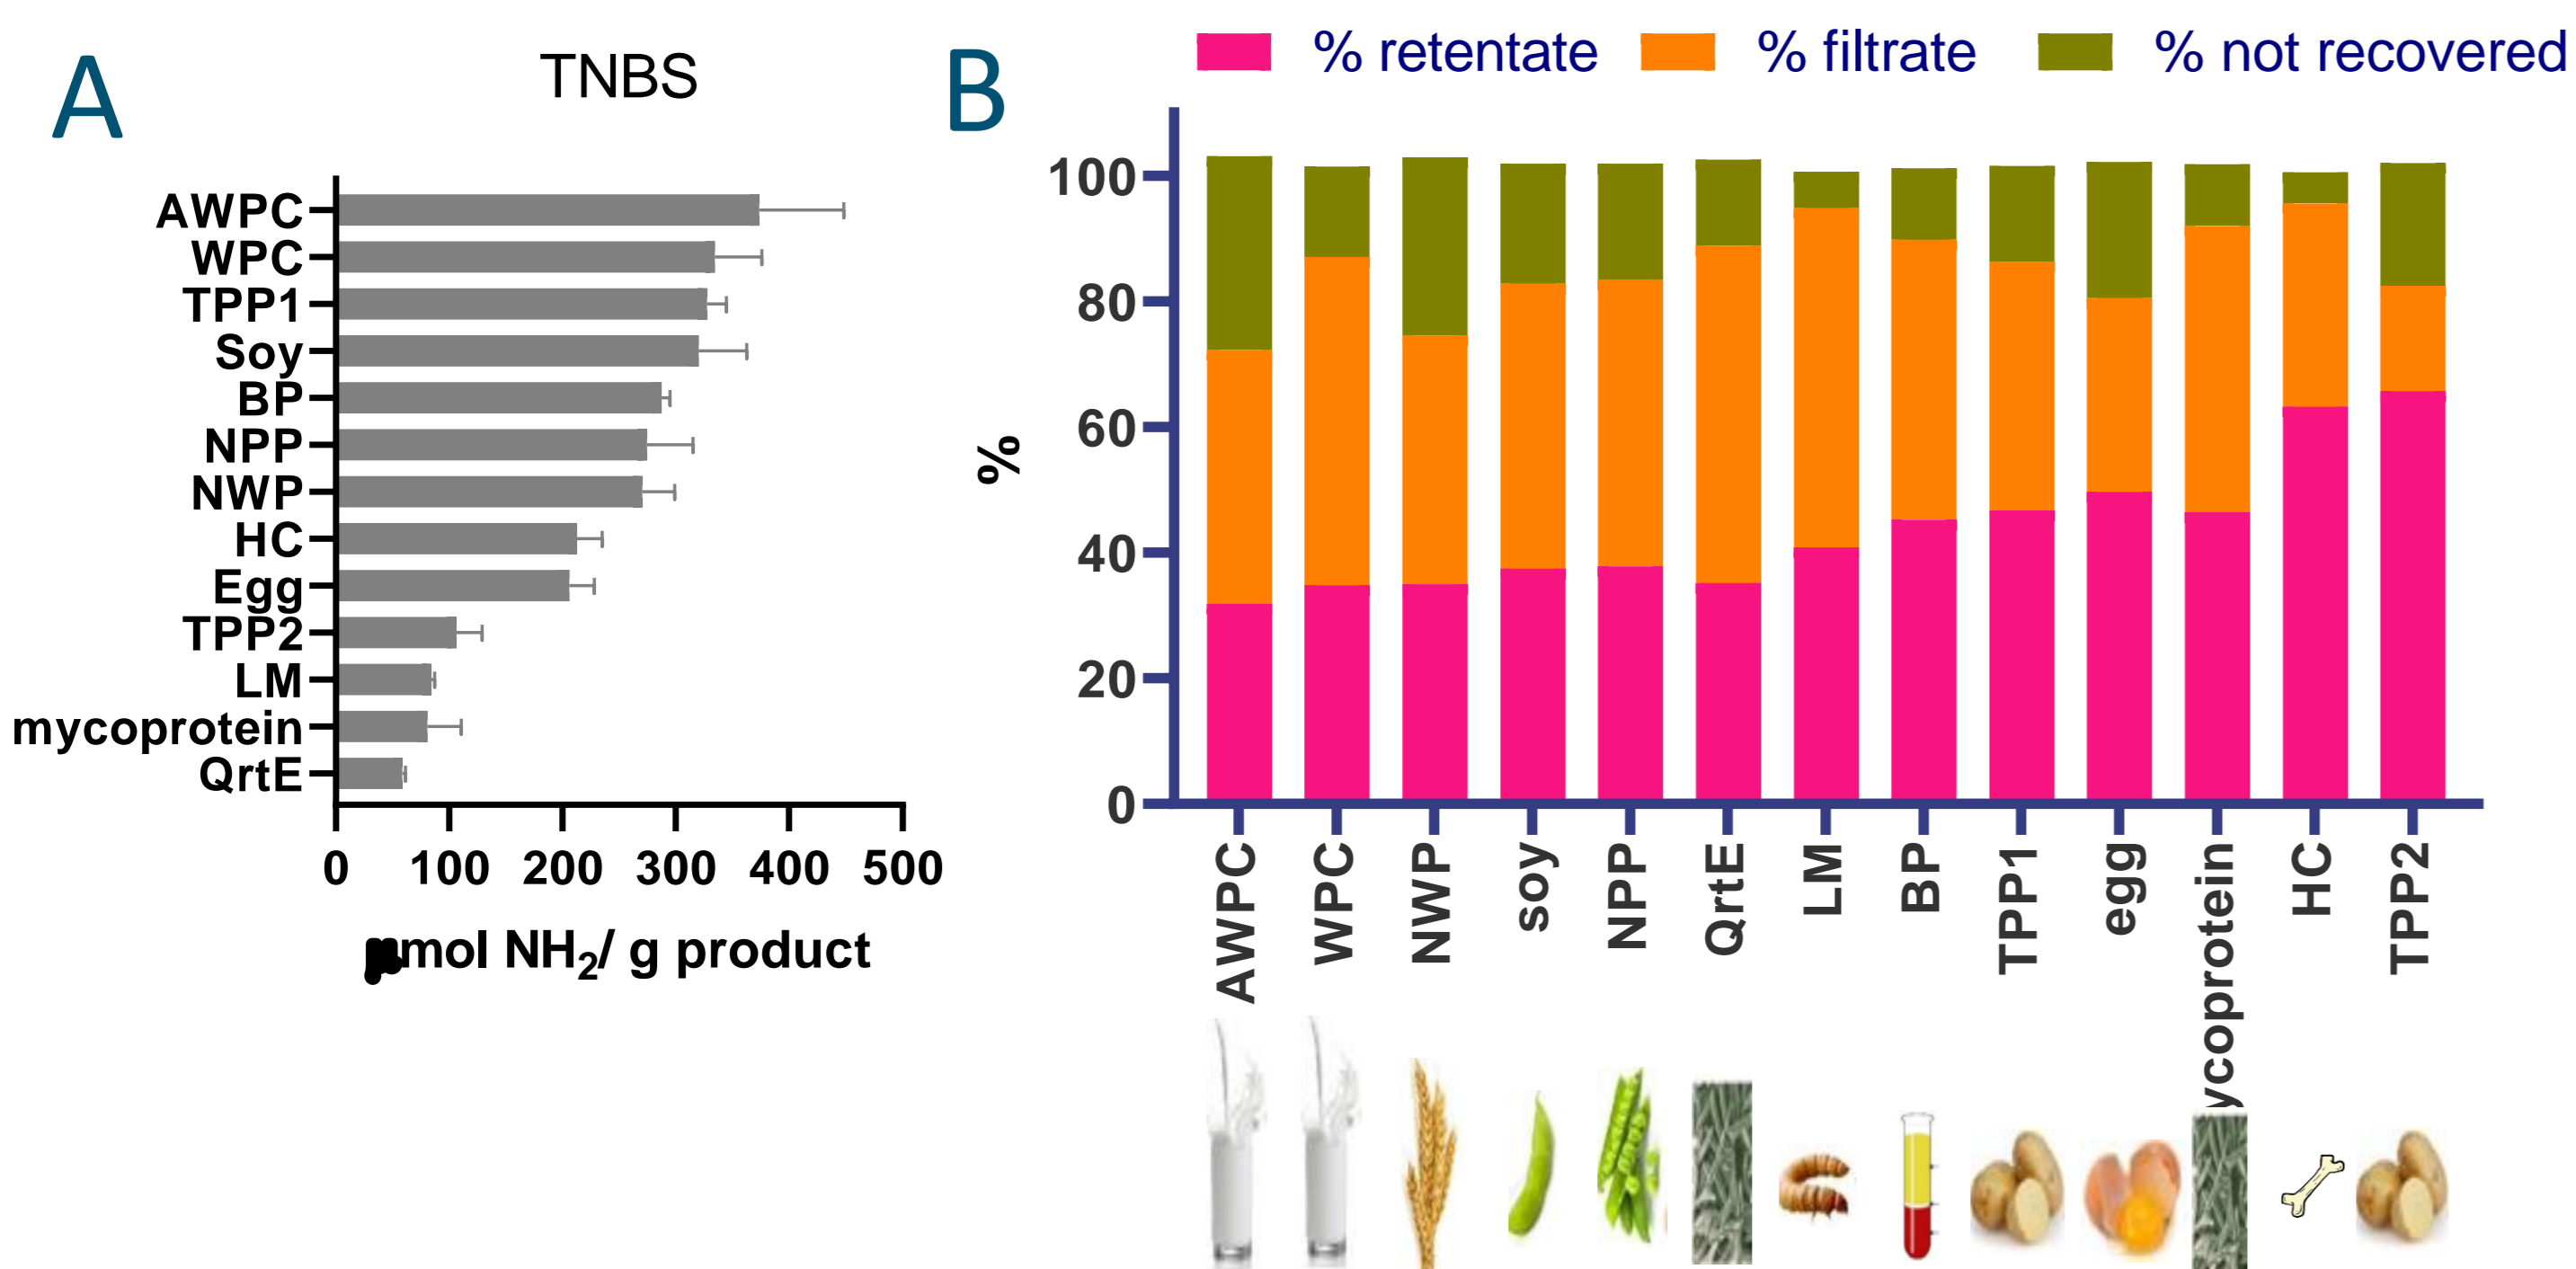 A
TNBS
AWPC
WPC
TPP1
Soy
BP
NPP
NWP
HC
Egg
TPP2
LM
mycoprotein
QrtE
0 100 200 300 400 500
μmol NH₂/ g product
B
% retentate % filtrate % not recovered
100
80
60
40
20
0
%
AWPC
WPC
NWP
soy
NPP
QrtE
LM
BP
TPP1
egg
ycoprotein
HC
TPP2